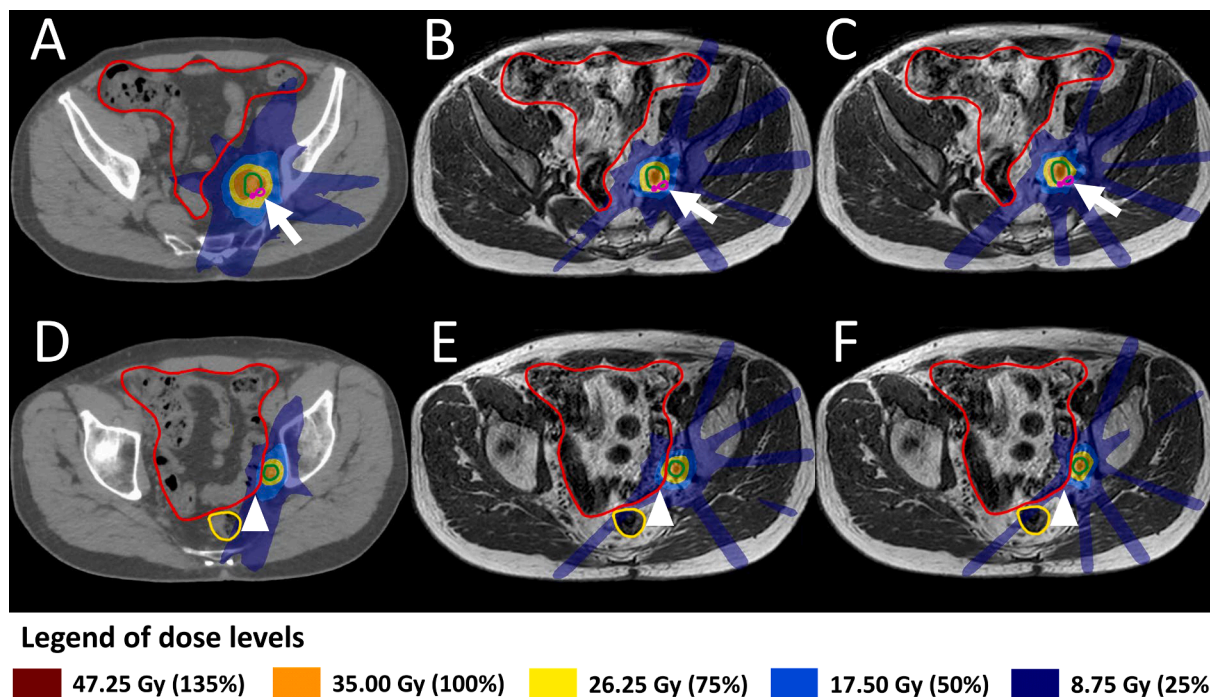 A B C
D E F
Legend of dose levels
47.25 Gy (135%) 35.00 Gy (100%) 26.25 Gy (75%) 17.50 Gy (50%) 8.75 Gy (25%